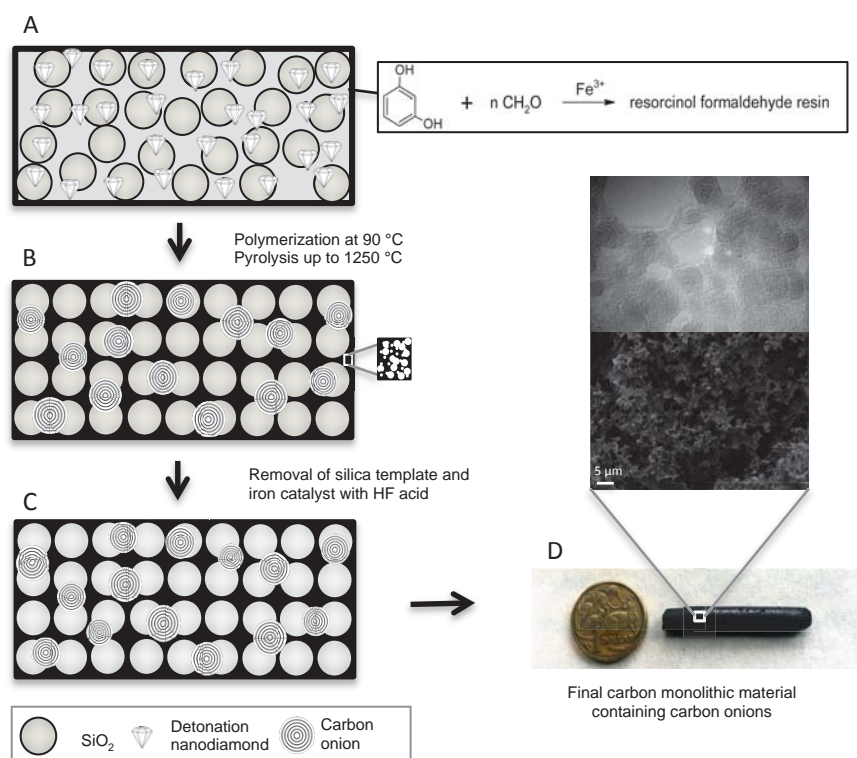 A
OH
OH
+ n CH₂O
Fe³⁺
resorcinol formaldehyde resin
Polymerization at 90 °C
Pyrolysis up to 1250 °C
B
Removal of silica template and
iron catalyst with HF acid
C
5 µm
D
Final carbon monolithic material
containing carbon onions
SiO₂
Detonation
nanodiamond
Carbon
onion